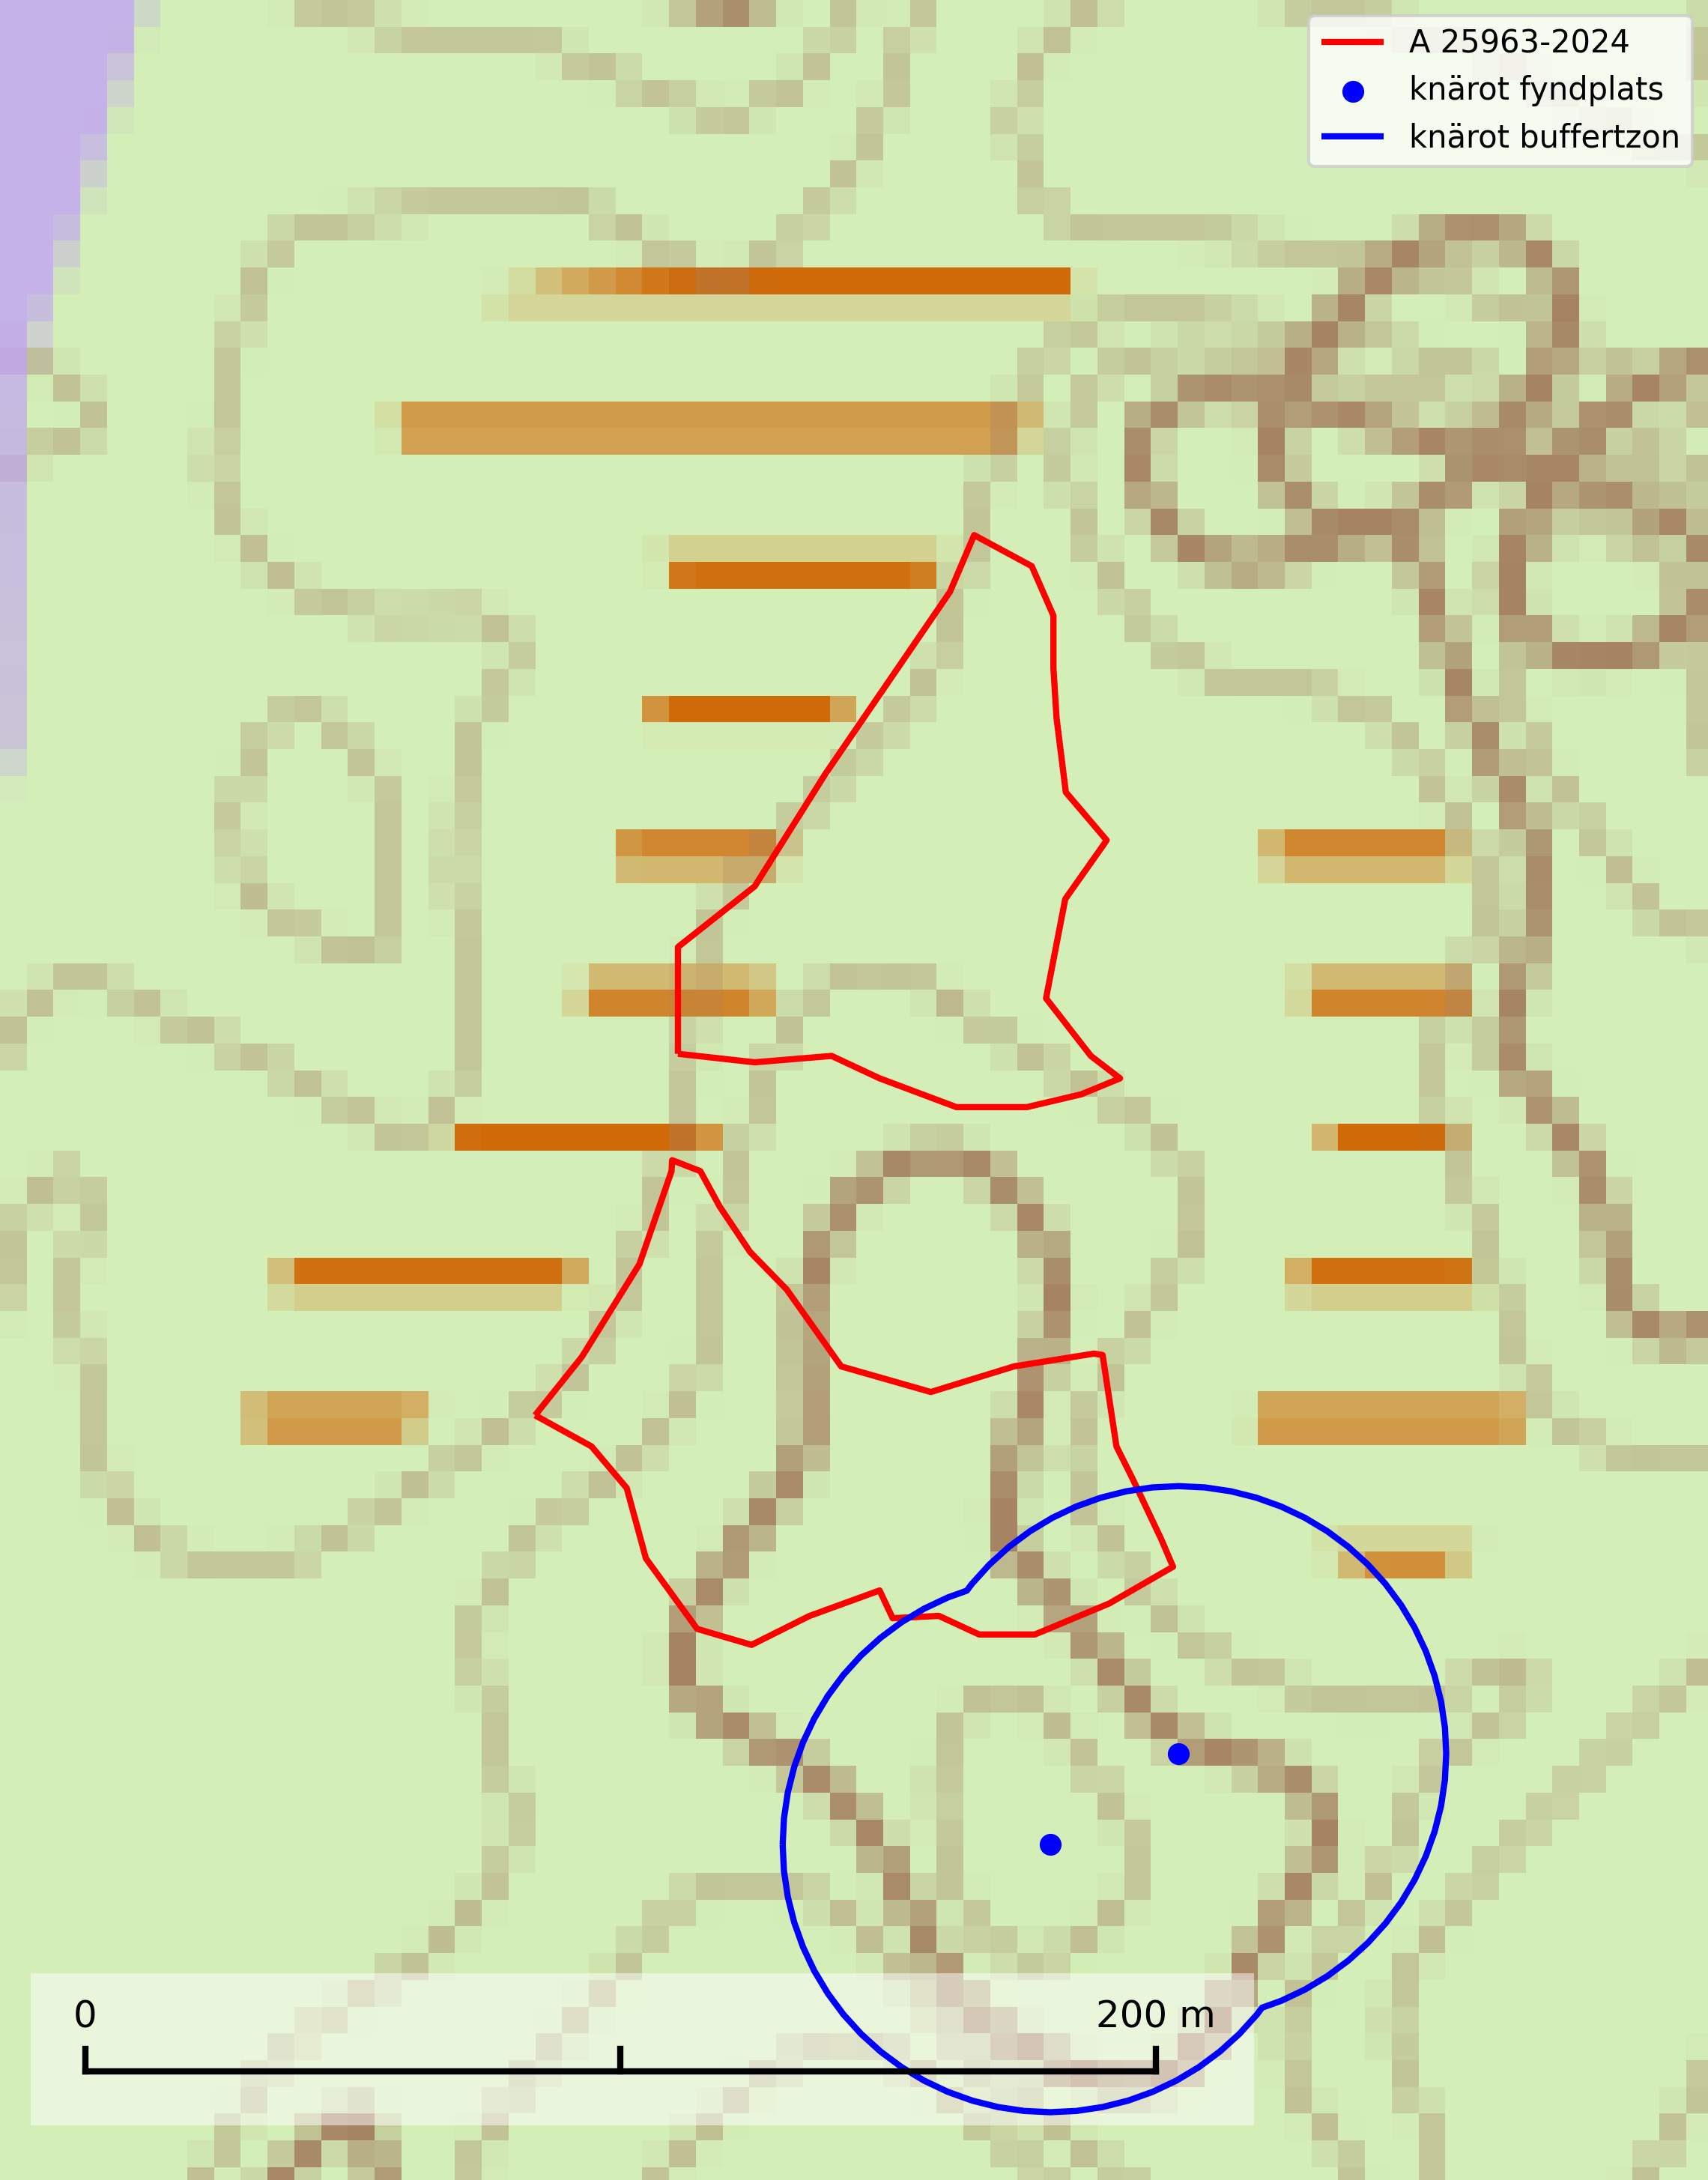 A 25963-2024
knärot fyndplats
knärot buffertzon
0
200 m